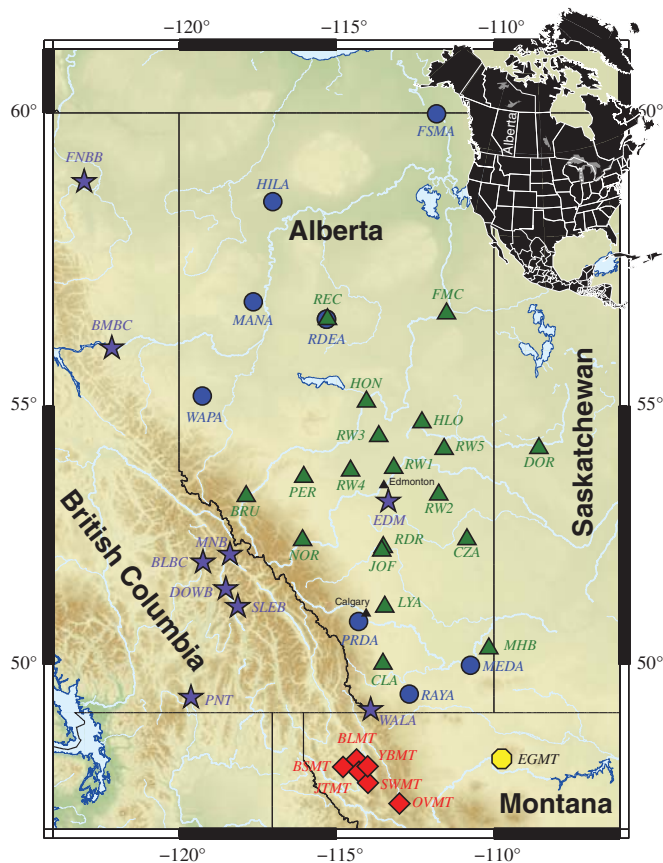 −120° −115° −110°
60° 60°
FSMA
Alberta
FNBB
HILA
Alberta
REC
FMC
MANA
RDEA
BMBC
HON
WAPA
HLO
55° 55°
RW3
RW5
DOR
RW1
RW4
PER
Edmonton
RW2
BRU
EDM
Saskatchewan
British Columbia
MNB
NOR
RDR
CZA
BLBC
JOF
DOWB
SLEB
Calgary
LYA
PRDA
MHB
50° 50°
CLA
MEDA
PNT
RAYA
WALA
BLMT
YBMT
EGMT
BSMT
JTMT
SWMT
OVMT
Montana
−120° −115° −110°